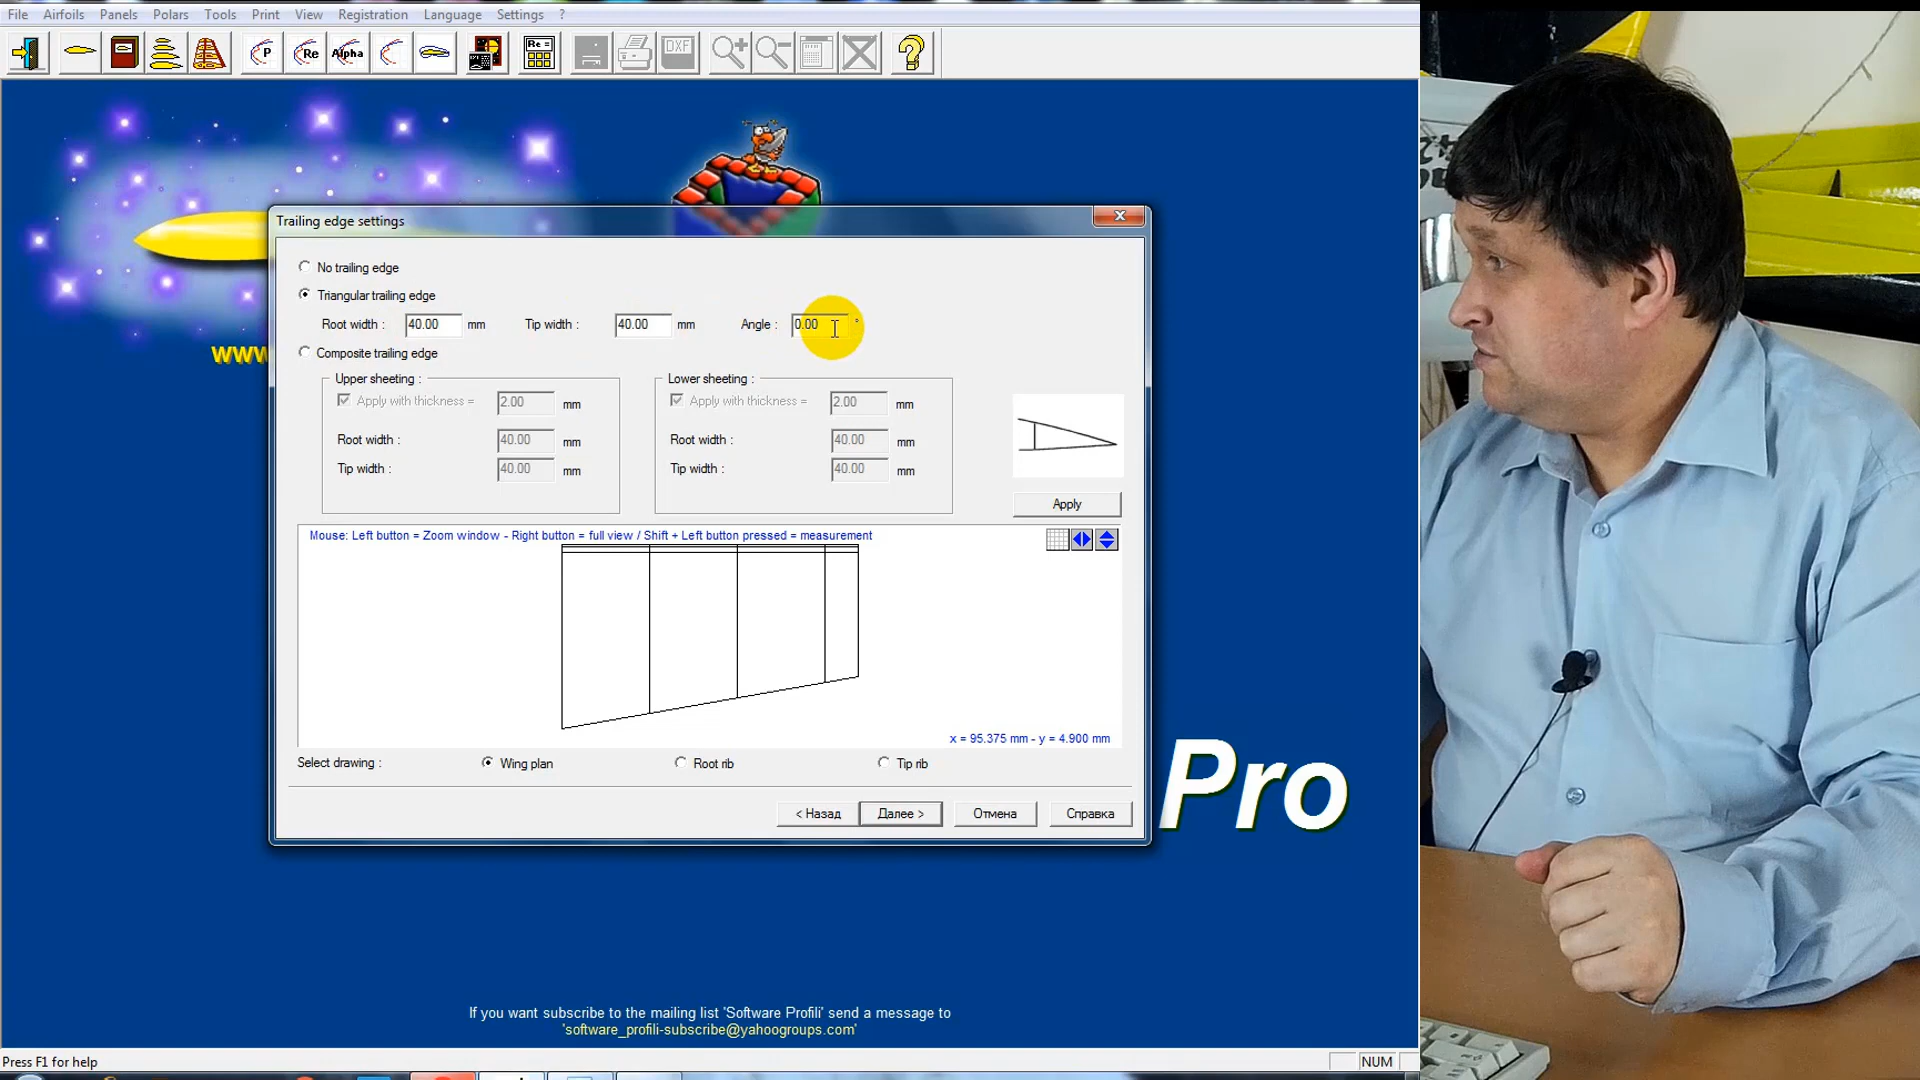 File Airfoils Panels Polars Tools Print View Registration Language Settings ?
P Re Alpha Re = DXF ?
Trailing edge settings
No trailing edge
Triangular trailing edge
Root width : 40.00 mm Tip width : 40.00 mm Angle : 0.00 °
www
Composite trailing edge
Upper sheeting : Lower sheeting :
Apply with thickness = 2.00 mm Apply with thickness = 2.00 mm
Root width : 40.00 mm Root width : 40.00 mm
Tip width : 40.00 mm Tip width : 40.00 mm
Apply
Mouse: Left button = Zoom window - Right button = full view / Shift + Left button pressed = measurement
x = 95.375 mm - y = 4.900 mm
Select drawing : Wing plan Root rib Tip rib
Pro
< Назад Далее > Отмена Справка
If you want subscribe to the mailing list 'Software Profili' send a message to
'software_profili-subscribe@yahoogroups.com'
Press F1 for help NUM